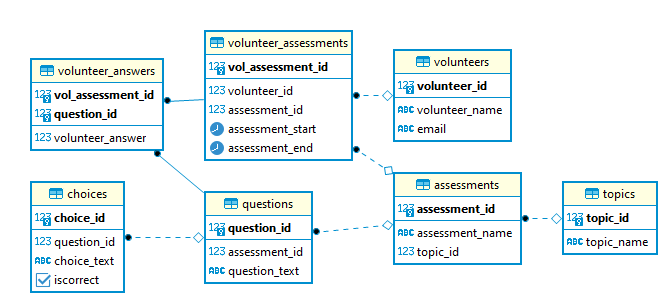 volunteer_answers
123 vol_assessment_id
123 question_id
123 volunteer_answer
volunteer_assessments
123 vol_assessment_id
123 volunteer_id
123 assessment_id
assessment_start
assessment_end
volunteers
123 volunteer_id
ABC volunteer_name
ABC email
choices
123 choice_id
123 question_id
ABC choice_text
iscorrect
questions
123 question_id
123 assessment_id
ABC question_text
assessments
123 assessment_id
ABC assessment_name
123 topic_id
topics
123 topic_id
ABC topic_name